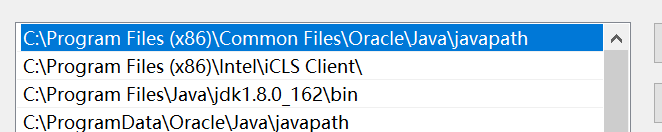 C:\Program Files (x86)\Common Files\Oracle\Java\javapath
C:\Program Files (x86)\Intel\iCLS Client\
C:\Program Files\Java\jdk1.8.0_162\bin
C:\ProgramData\Oracle\Java\javapath